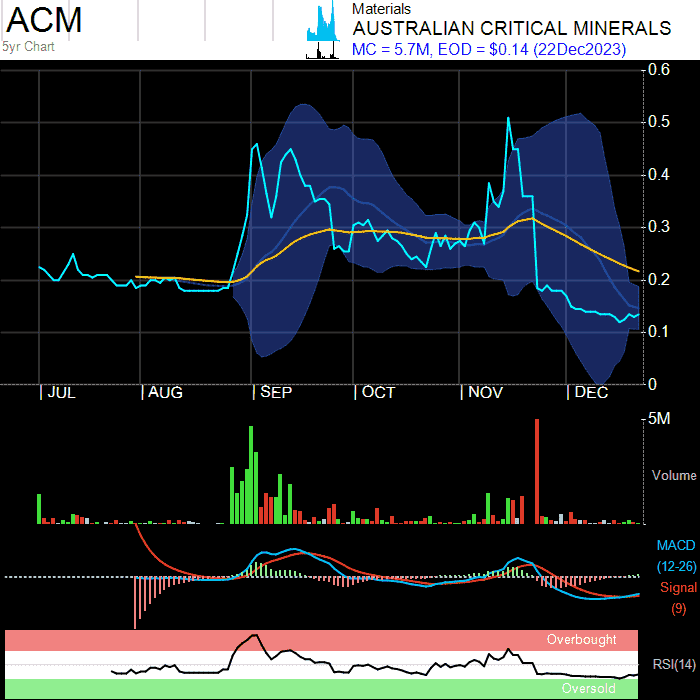 ACM
5yr Chart
Materials
AUSTRALIAN CRITICAL MINERALS
MC = 5.7M, EOD = $0.14 (22Dec2023)
0.6
0.5
0.4
0.3
0.2
0.1
0
JUL AUG SEP OCT NOV DEC
5M
Volume
MACD
(12-26)
Signal
(9)
Overbought
RSI(14)
Oversold